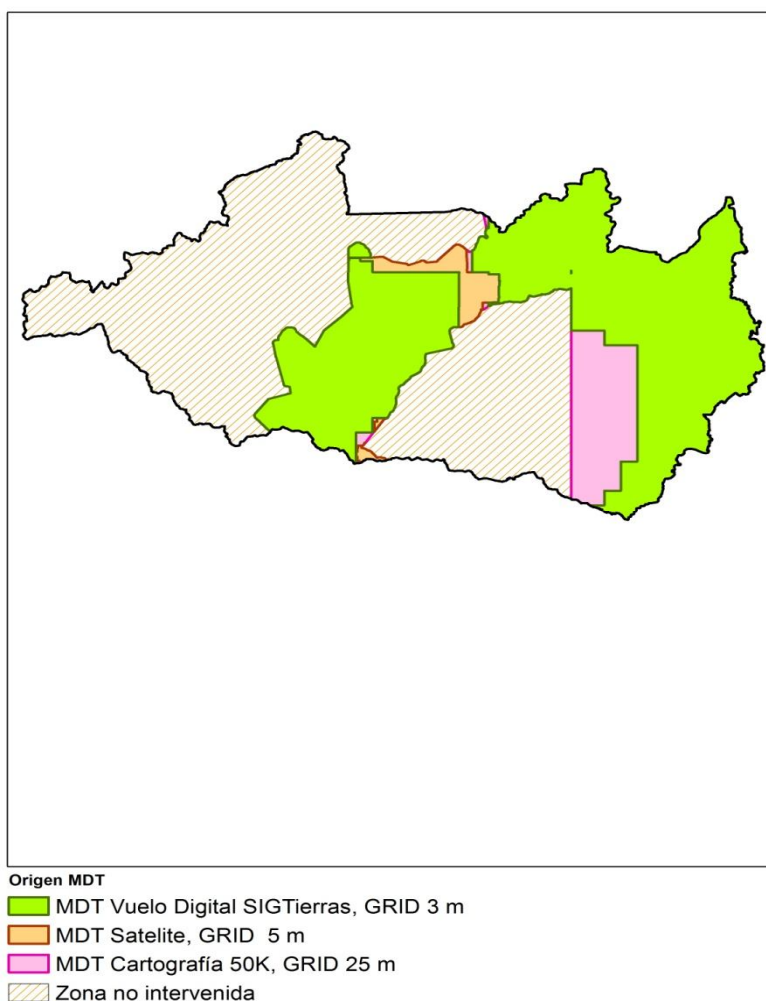 Origen MDT
MDT Vuelo Digital SIGTierras, GRID 3 m
MDT Satelite, GRID 5 m
MDT Cartografía 50K, GRID 25 m
Zona no intervenida